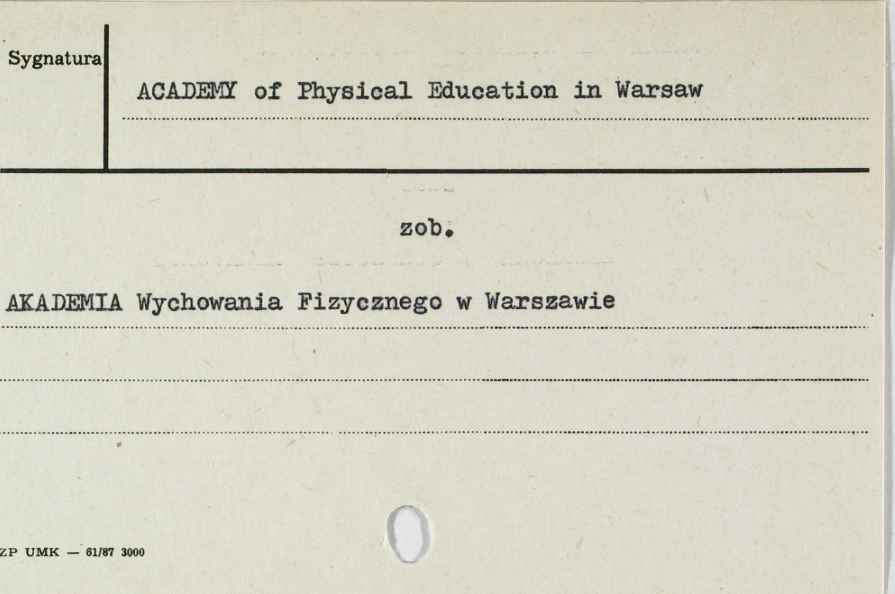 Sygnatura
ACADEMY of Physical Education in Warsaw
zob.
AKADEMIA Wychowania Fizycznego w Warszawie
ZP UMK — 61/87 3000